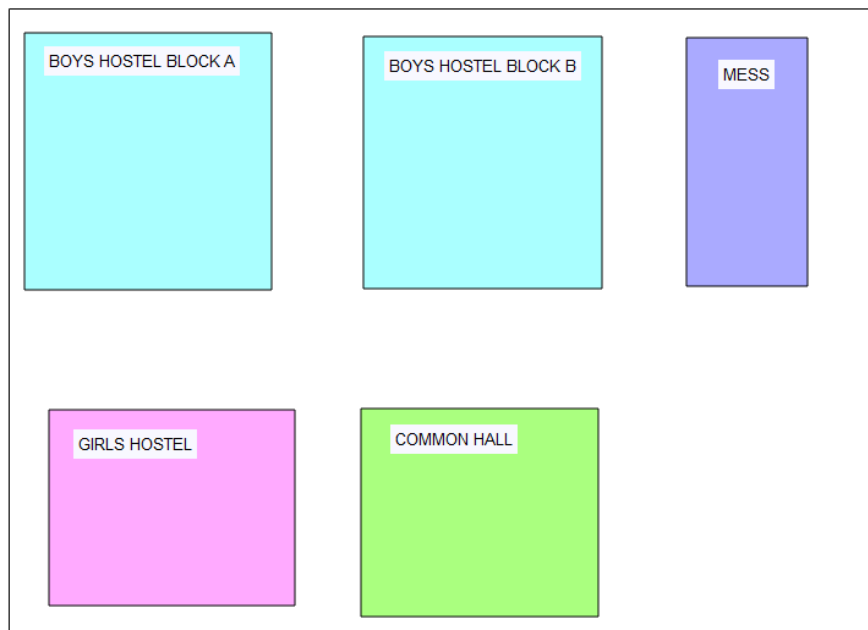 BOYS HOSTEL BLOCK A
BOYS HOSTEL BLOCK B
MESS
GIRLS HOSTEL
COMMON HALL